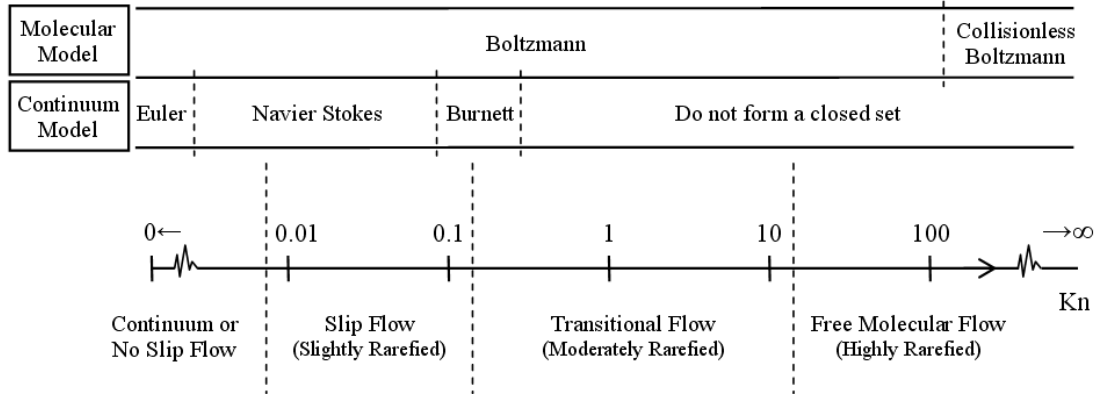 Molecular
Model
Boltzmann
Collisionless
Boltzmann
Continuum
Model
Euler
Navier Stokes
Burnett
Do not form a closed set
0← 0.01 0.1 1 10 100 →∞
Kn
Continuum or
No Slip Flow
Slip Flow
(Slightly Rarefied)
Transitional Flow
(Moderately Rarefied)
Free Molecular Flow
(Highly Rarefied)